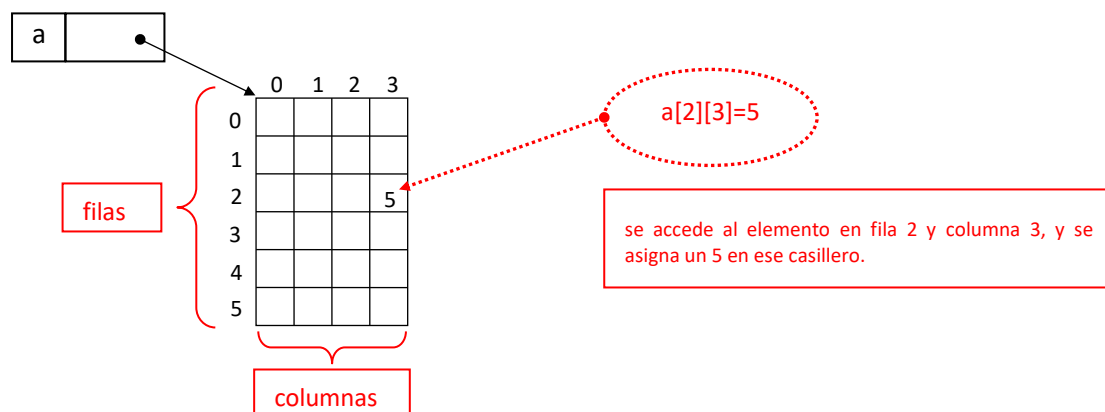 a
0 1 2 3
0
1
2
3
4
5
5
filas
columnas
a[2][3]=5
se accede al elemento en fila 2 y columna 3, y se
asigna un 5 en ese casillero.